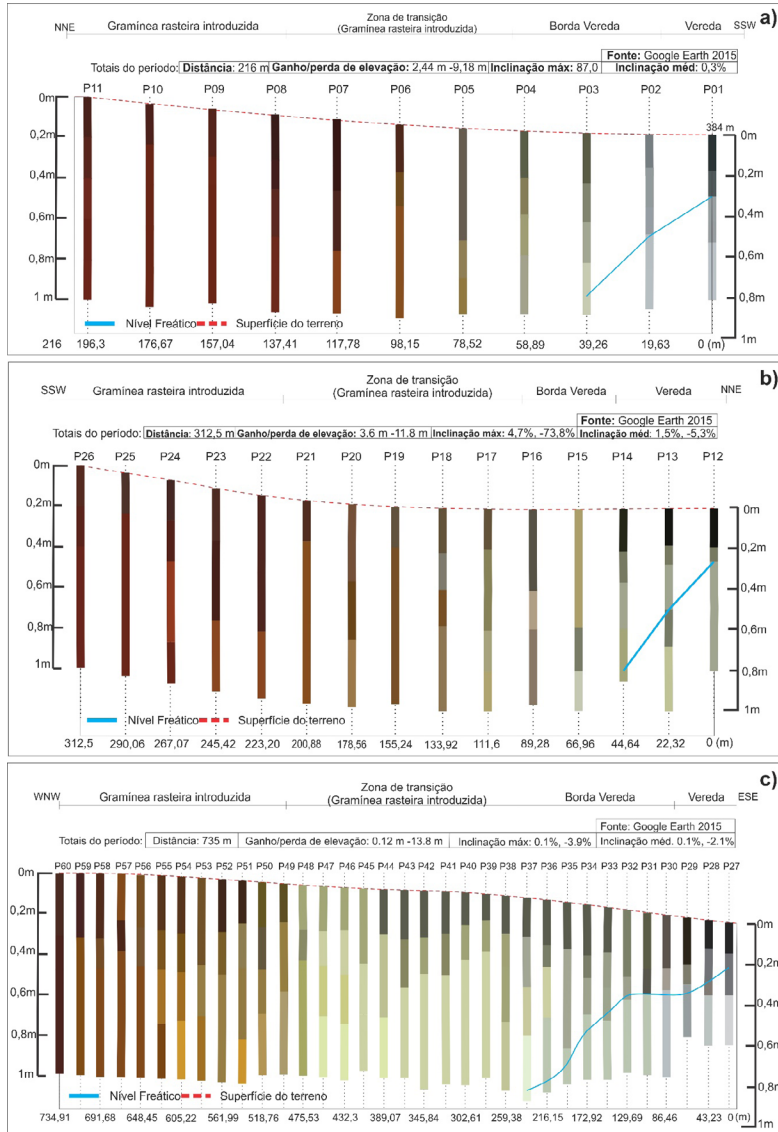 a)
NNE Gramínea rasteira introduzida Zona de transição Borda Vereda Vereda SSW
(Gramínea rasteira introduzida)
Fonte: Google Earth 2015
Totais do período: Distância: 216 m Ganho/perda de elevação: 2,44 m -9,18 m Inclinação máx: 87,0 Inclinação méd: 0,3%
P11 P10 P09 P08 P07 P06 P05 P04 P03 P02 P01
0m
384 m
0,2m 0m
0,4m 0,2m
0,6m 0,4m
0,8m 0,6m
1 m 0,8m
Nível Freático Superfície do terreno
1m
216 196,3 176,67 157,04 137,41 117,78 98,15 78,52 58,89 39,26 19,63 0 (m)
b)
SSW Gramínea rasteira introduzida Zona de transição Borda Vereda Vereda NNE
(Gramínea rasteira introduzida)
Fonte: Google Earth 2015
Totais do período: Distância: 312,5 m Ganho/perda de elevação: 3.6 m -11.8 m Inclinação máx: 4,7%, -73,8% Inclinação méd: 1,5%, -5,3%
P26 P25 P24 P23 P22 P21 P20 P19 P18 P17 P16 P15 P14 P13 P12
0m
0,2m 0m
0,4m 0,2m
0,6m 0,4m
0,8m 0,6m
1m 0,8m
1m
Nível Freático Superfície do terreno
312,5 290,06 267,07 245,42 223,20 200,88 178,56 155,24 133,92 111,6 89,28 66,96 44,64 22,32 0 (m)
c)
WNW Gramínea rasteira introduzida Zona de transição Borda Vereda Vereda ESE
(Gramínea rasteira introduzida)
Fonte: Google Earth 2015
Totais do período: Distância: 735 m Ganho/perda de elevação: 0.12 m -13.8 m Inclinação máx: 0.1%, -3.9% Inclinação méd. 0.1%, -2.1%
P60 P59 P58 P57 P56 P55 P54 P53 P52 P51 P50 P49 P48 P47 P46 P45 P44 P43 P42 P41 P40 P39 P38 P37 P36 P35 P34 P33 P32 P31 P30 P29 P28 P27
0m
0,2m 0m
0,4m 0,2m
0,6m 0,4m
0,8m 0,6m
1m 0,8m
Nível Freático Superfície do terreno
734,91 691,68 648,45 605,22 561,99 518,76 475,53 432,3 389,07 345,84 302,61 259,38 216,15 172,92 129,69 86,46 43,23 0 (m)
1m